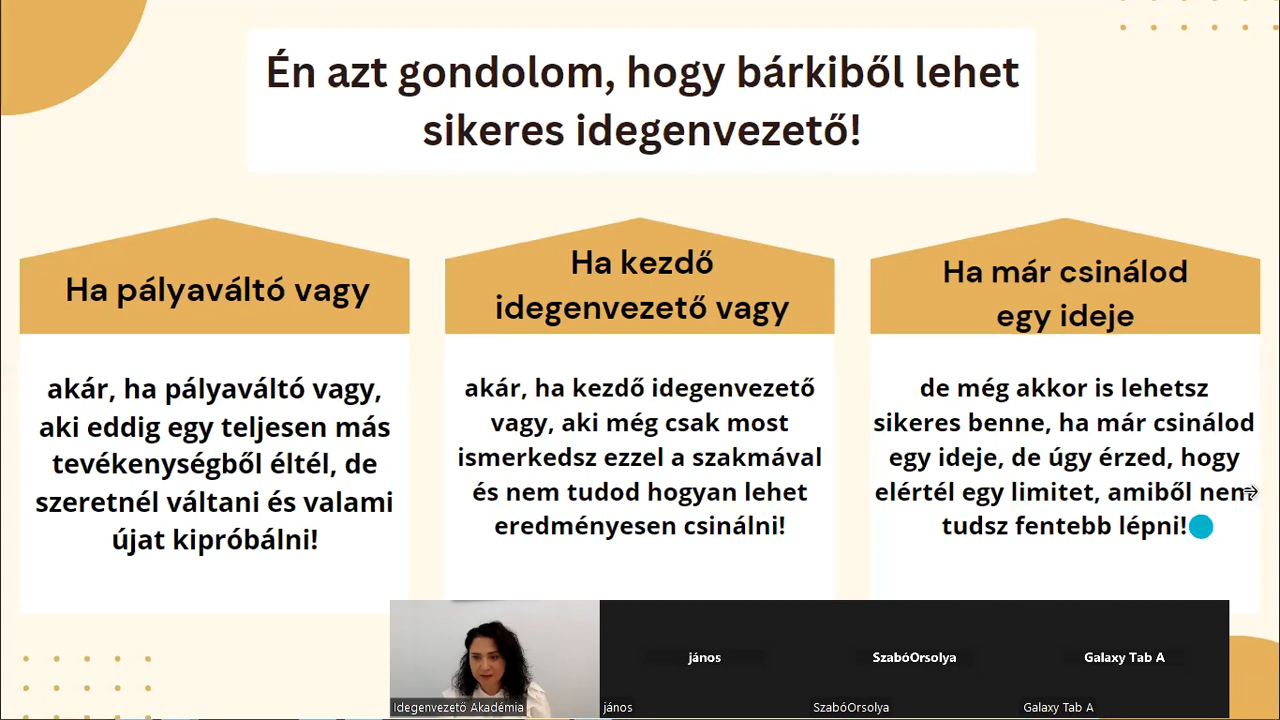 Én azt gondolom, hogy bárkiből lehet
sikeres idegenvezető!
Ha pályaváltó vagy
akár, ha pályaváltó vagy,
aki eddig egy teljesen más
tevékenységből éltél, de
szeretnél váltani és valami
újat kipróbálni!
Ha kezdő
idegenvezető vagy
akár, ha kezdő idegenvezető
vagy, aki még csak most
ismerkedsz ezzel a szakmával
és nem tudod hogyan lehet
eredményesen csinálni!
Ha már csinálod
egy ideje
de még akkor is lehetsz
sikeres benne, ha már csinálod
egy ideje, de úgy érzed, hogy
elértél egy limitet, amiből nem
tudsz fentebb lépni!
Idegenvezető Akadémia
jános
jános
SzabóOrsolya
SzabóOrsolya
Galaxy Tab A
Galaxy Tab A